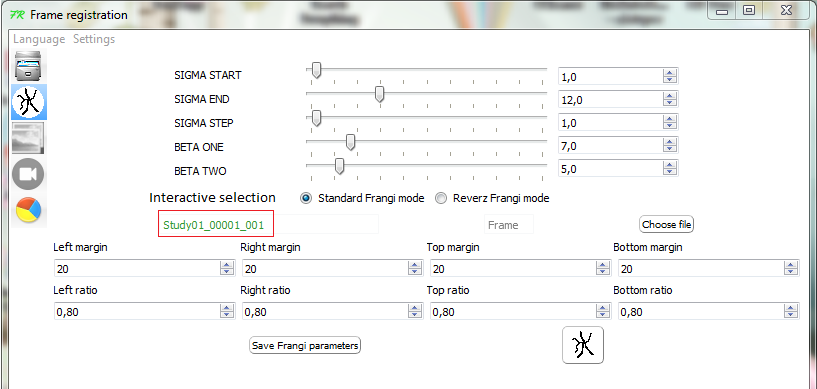 Frame registration
Language Settings
SIGMA START 1,0
SIGMA END 12,0
SIGMA STEP 1,0
BETA ONE 7,0
BETA TWO 5,0
Interactive selection Standard Frangi mode Reverz Frangi mode
Study01_00001_001 Frame Choose file
Left margin Right margin Top margin Bottom margin
20 20 20 20
Left ratio Right ratio Top ratio Bottom ratio
0,80 0,80 0,80 0,80
Save Frangi parameters